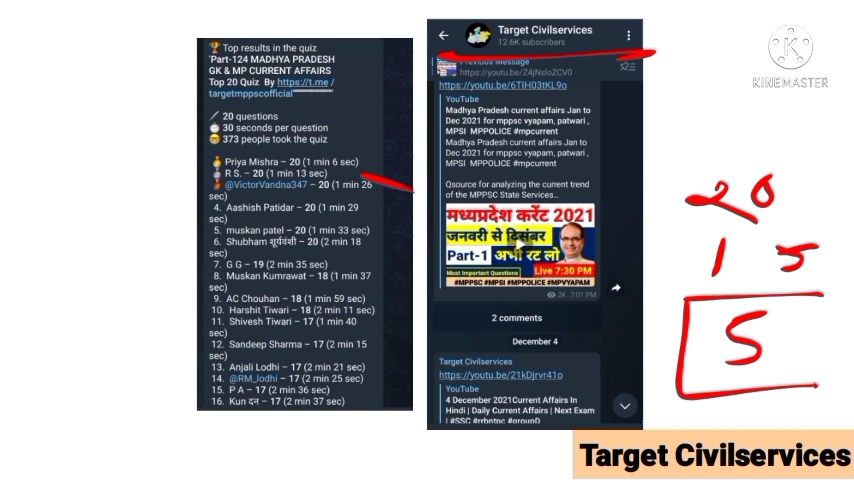 Top results in the quiz
'Part-124 MADHYA PRADESH
GK & MP CURRENT AFFAIRS
Top 20 Quiz By https://t.me/
targetmppscofficial'
20 questions
30 seconds per question
373 people took the quiz
Priya Mishra – 20 (1 min 6 sec)
R S. – 20 (1 min 13 sec)
@VictorVandna347 – 20 (1 min 26
sec)
4. Aashish Patidar – 20 (1 min 29
sec)
5. muskan patel – 20 (1 min 33 sec)
6. Shubham सूर्यवंशी – 20 (2 min 18
sec)
7. G G – 19 (2 min 35 sec)
8. Muskan Kumrawat – 18 (1 min 37
sec)
9. AC Chouhan – 18 (1 min 59 sec)
10. Harshit Tiwari – 18 (2 min 11 sec)
11. Shivesh Tiwari – 17 (1 min 40
sec)
12. Sandeep Sharma – 17 (2 min 15
sec)
13. Anjali Lodhi – 17 (2 min 21 sec)
14. @RM_lodhi – 17 (2 min 25 sec)
15. P A – 17 (2 min 36 sec)
16. Kun दन – 17 (2 min 37 sec)
Target Civilservices
12.6K subscribers
Previous Message
https://youtu.be/Z4jNsloZCV0
https://youtu.be/6TIH03tKL9o
YouTube
Madhya Pradesh current affairs Jan to
Dec 2021 for mppsc vyapam, patwari ,
MPSI MPPOLICE #mpcurrent
Madhya Pradesh current affairs Jan to
Dec 2021 for mppsc vyapam, patwari ,
MPSI MPPOLICE #mpcurrent
Qsource for analyzing the current trend
of the MPPSC State Services...
मध्यप्रदेश करेंट 2021
जनवरी से दिसंबर
Part-1 अभी रट लो
Most Important Questions
Live 7:30 PM
#MPPSC #MPSI #MPPOLICE #MPVYAPAM
2K 7:01 PM
2 comments
December 4
Target Civilservices
https://youtu.be/21kDjrvr41o
YouTube
4 December 2021Current Affairs In
Hindi | Daily Current Affairs | Next Exam
| #SSC #rrbntpc #groupD
KINEMASTER
20
15
5
Target Civilservices